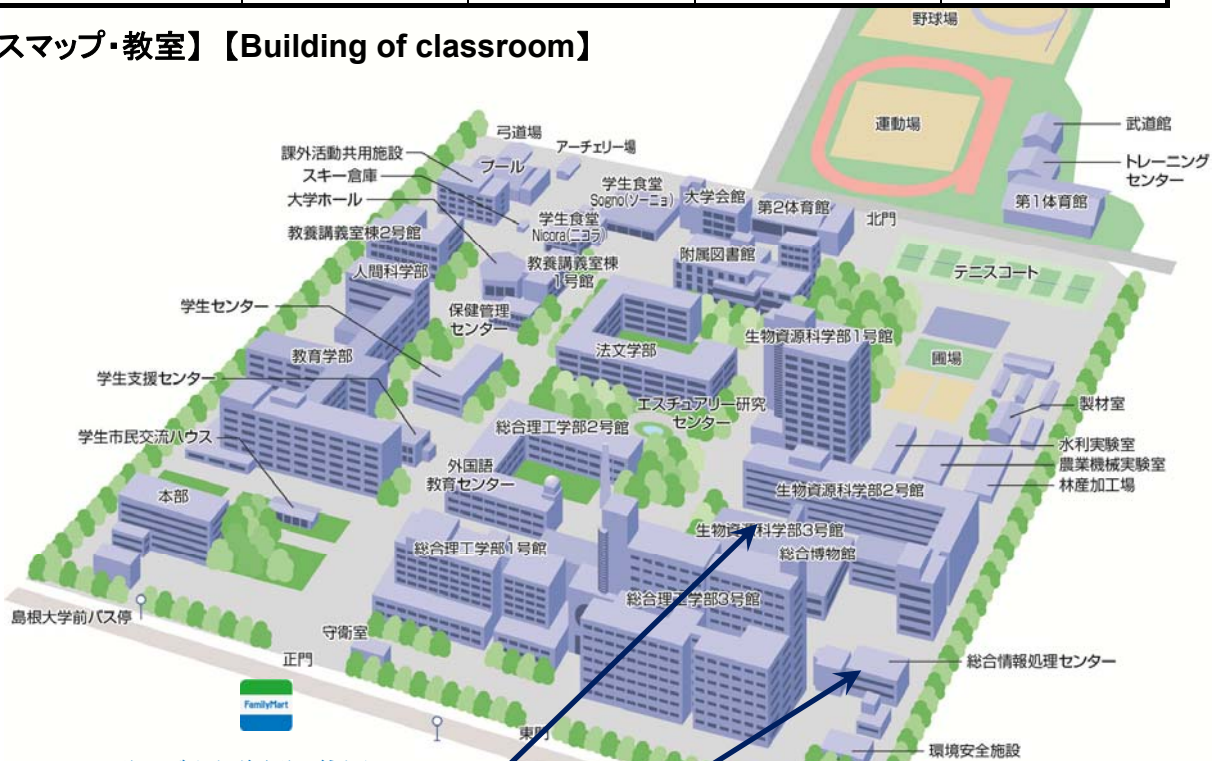 スマップ・教室】【Building of classroom】
野球場
運動場
武道館
トレーニング
センター
第1体育館
弓道場
アーチェリー場
課外活動共用施設
プール
スキー倉庫
学生食堂
Sogno(ソーニョ)
大学会館
第2体育館
北門
大学ホール
学生食堂
Nicora(ニコラ)
教養講義室棟2号館
附属図書館
テニスコート
人間科学部
教養講義室棟
1号館
学生センター
保健管理
センター
生物資源科学部1号館
教育学部
法文学部
圃場
学生支援センター
エスチュアリー研究
センター
製材室
総合理工学部2号館
学生市民交流ハウス
水利実験室
外国語
教育センター
農業機械実験室
本部
生物資源科学部2号館
林産加工場
生物資源科学部3号館
総合理工学部1号館
総合博物館
総合理工学部3号館
島根大学前バス停
守衛室
正門
総合情報処理センター
FamilyMart
東門
環境安全施設